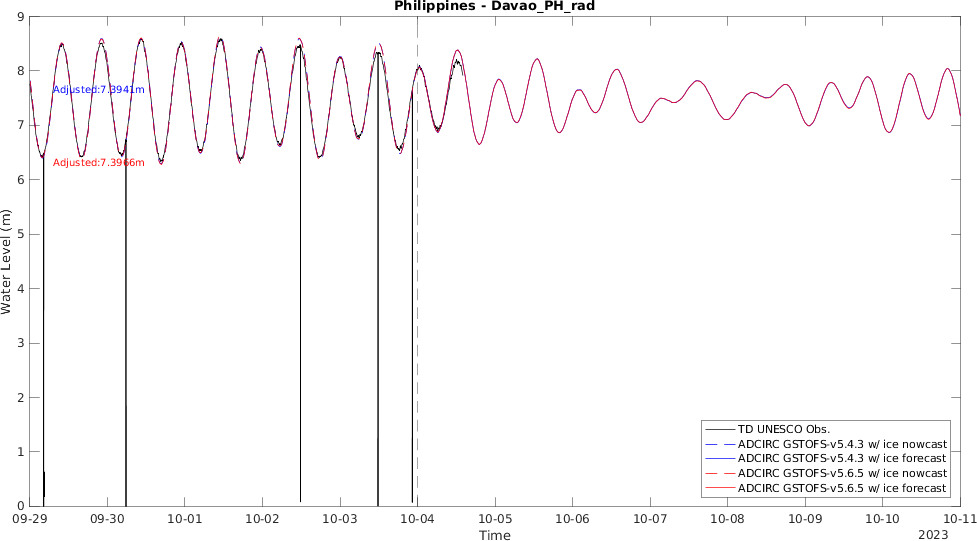 Philippines - Davao_PH_rad
9
8
7
6
5
4
3
2
1
0
Water Level (m)
Adjusted:7.3941m
Adjusted:7.3966m
TD UNESCO Obs.
ADCIRC GSTOFS-v5.4.3 w/ ice nowcast
ADCIRC GSTOFS-v5.4.3 w/ ice forecast
ADCIRC GSTOFS-v5.6.5 w/ ice nowcast
ADCIRC GSTOFS-v5.6.5 w/ ice forecast
09-29 09-30 10-01 10-02 10-03 10-04 10-05 10-06 10-07 10-08 10-09 10-10 10-11
Time
2023